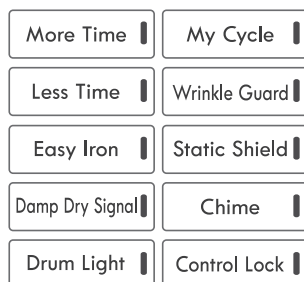 More Time
My Cycle
Less Time
Wrinkle Guard
Easy Iron
Static Shield
Damp Dry Signal
Chime
Drum Light
Control Lock